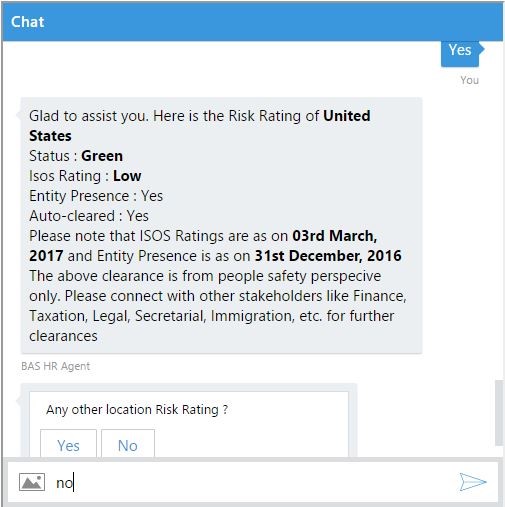 Chat
Yes
You
Glad to assist you. Here is the Risk Rating of United
States
Status : Green
Isos Rating : Low
Entity Presence : Yes
Auto-cleared : Yes
Please note that ISOS Ratings are as on 03rd March,
2017 and Entity Presence is as on 31st December, 2016
The above clearance is from people safety perspecive
only. Please connect with other stakeholders like Finance,
Taxation, Legal, Secretarial, Immigration, etc. for further
clearances
BAS HR Agent
Any other location Risk Rating ?
Yes No
no